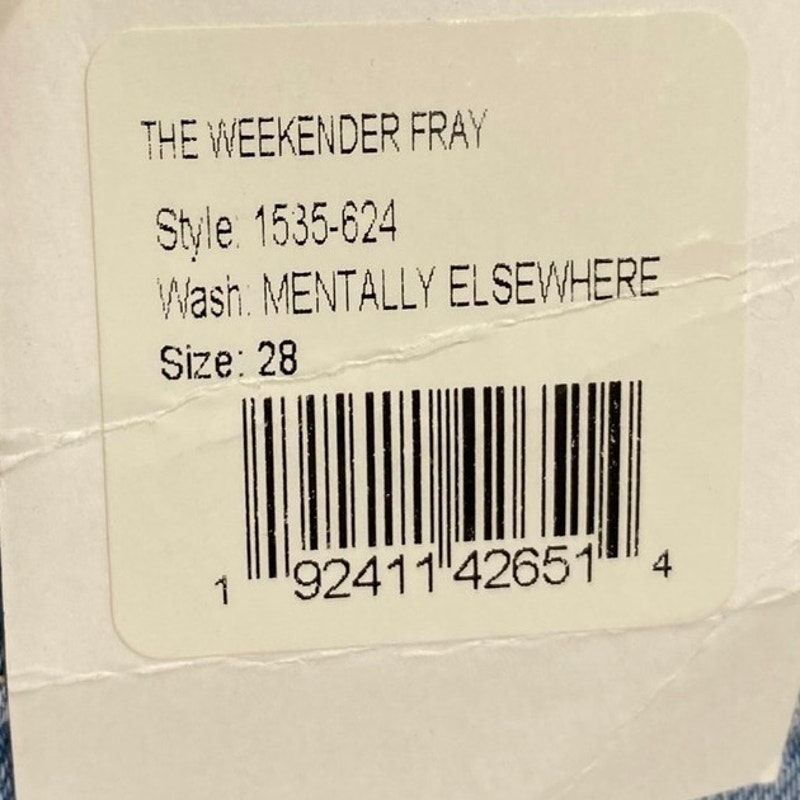 THE WEEKENDER FRAY
Style: 1535-624
Wash: MENTALLY ELSEWHERE
Size: 28
1 92411 42651 4